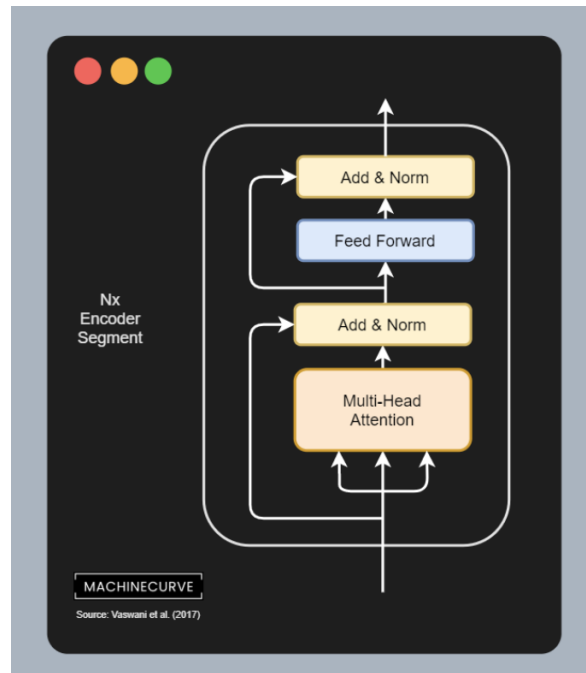 Add & Norm
Feed Forward
Nx
Encoder
Segment
Add & Norm
Multi-Head
Attention
MACHINECURVE
Source: Vaswani et al. (2017)